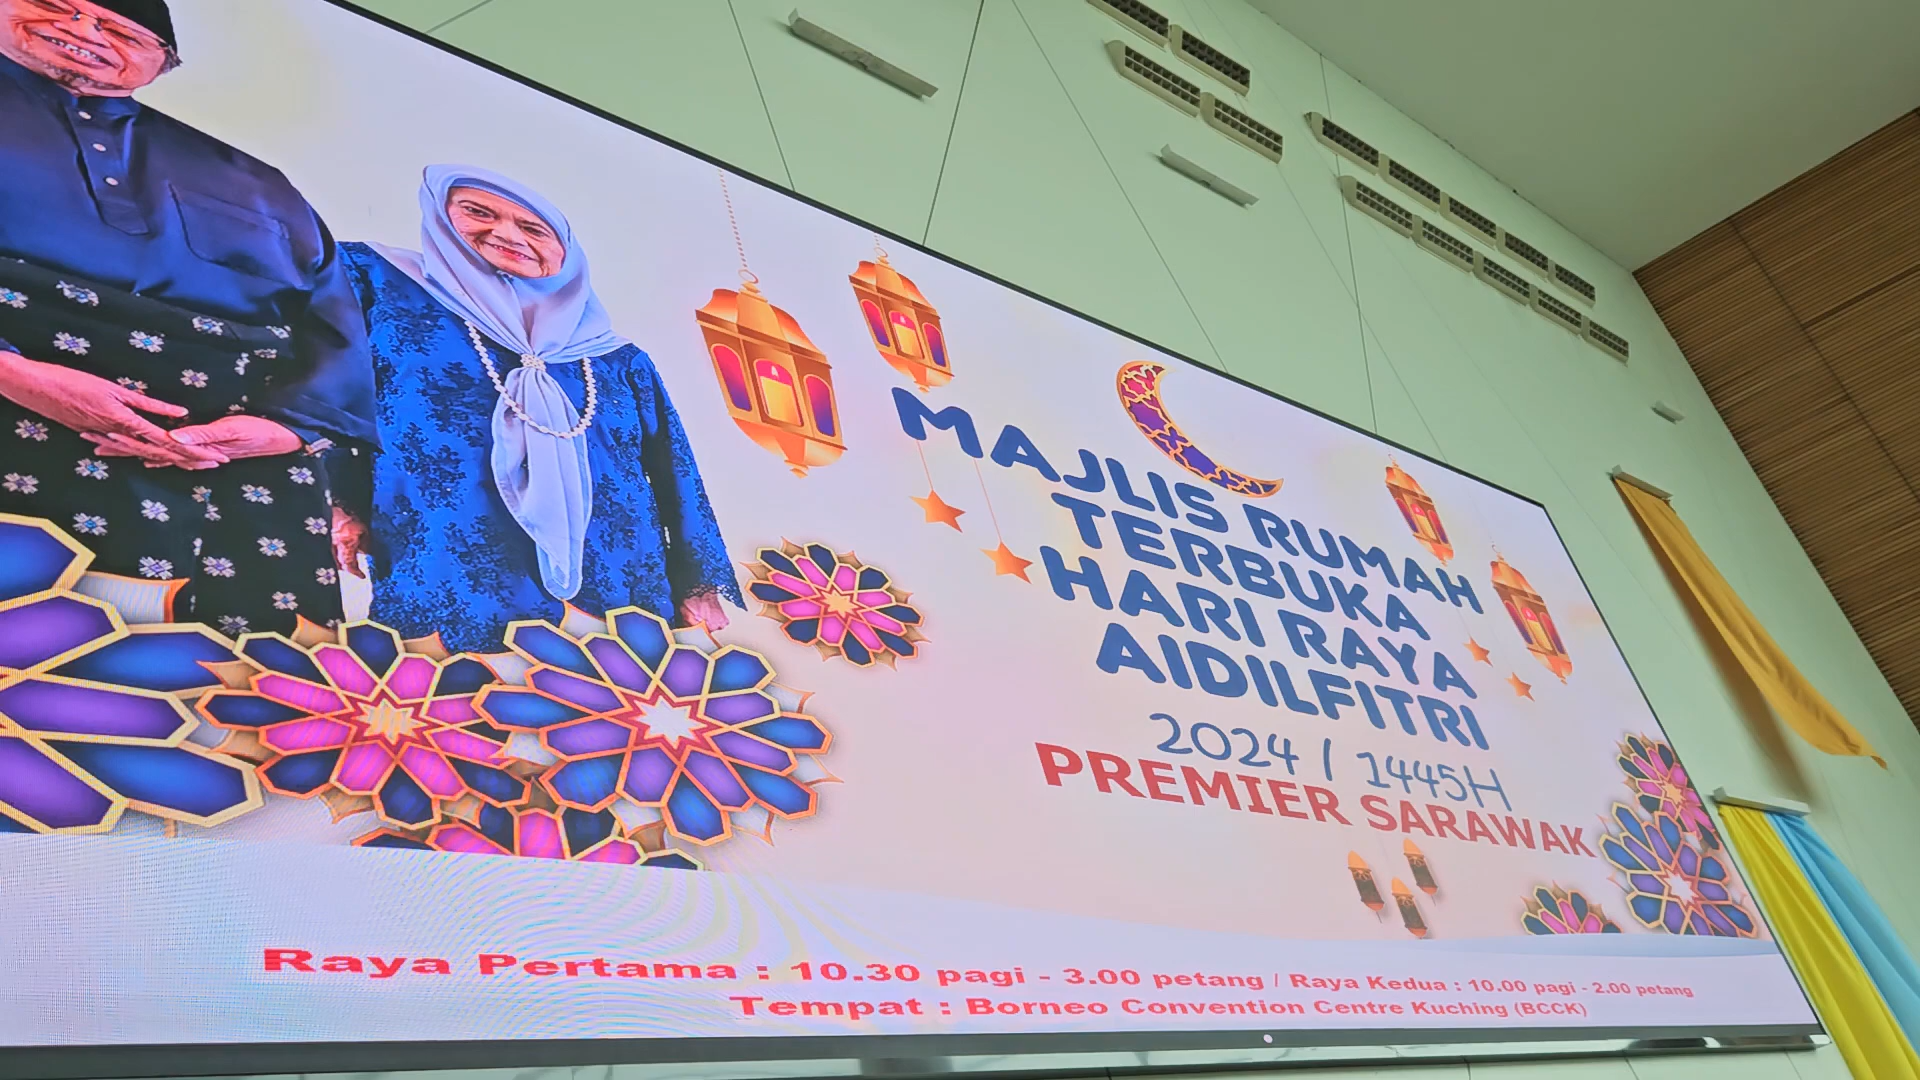 MAJLIS RUMAH
TERBUKA
HARI RAYA
AIDILFITRI
2024 / 1445H
PREMIER SARAWAK
Raya Pertama : 10.30 pagi - 3.00 petang / Raya Kedua : 10.00 pagi - 2.00 petang
Tempat : Borneo Convention Centre Kuching (BCCK)